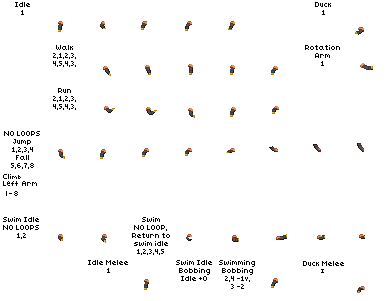 Idle
1
Duck
1
Walk
2,1,2,3,
4,5,4,3,
Rotation
Arm
1
Run
2,1,2,3,
4,5,4,3,
NO LOOPS
Jump
1,2,3,4
Fall
5,6,7,8
Climb
Left Arm
1-8
Swim Idle
NO LOOPS
1,2
Swim
NO LOOP,
Return to
swim idle
1,2,3,4,5
Swim Idle
Bobbing
Idle +0
Swimming
Bobbing
2,4 -1v,
3 -2
Idle Melee
1
Duck Melee
1